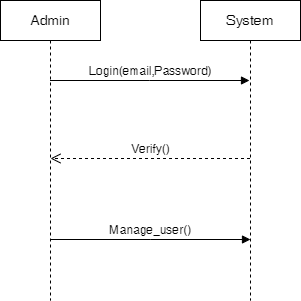 Admin
System
Login(email,Password)
Verify()
Manage_user()